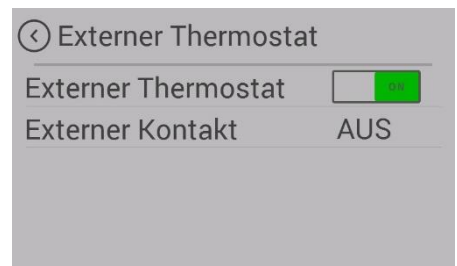 Externer Thermostat
Externer Thermostat ON
Externer Kontakt AUS